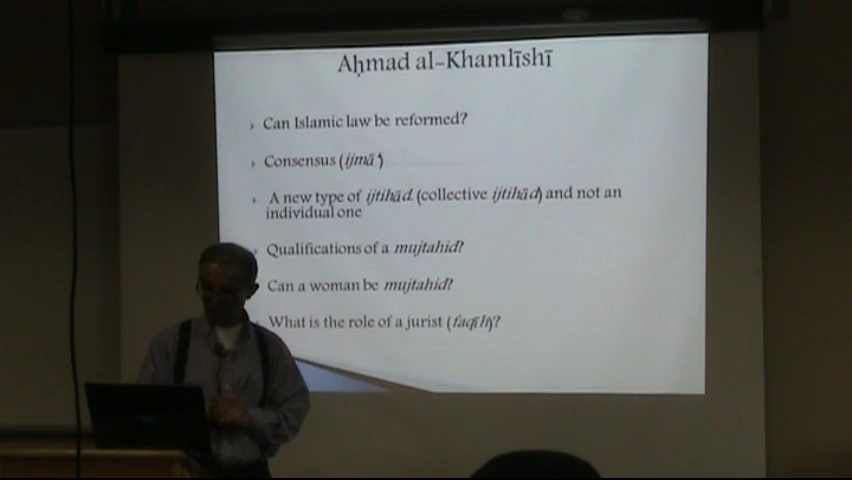 Aḥmad al-Khamlīshī
Can Islamic law be reformed?
Consensus (ijmāʿ)
A new type of ijtihād (collective ijtihād) and not an
individual one
Qualifications of a mujtahid?
Can a woman be mujtahid?
What is the role of a jurist (faqīh)?